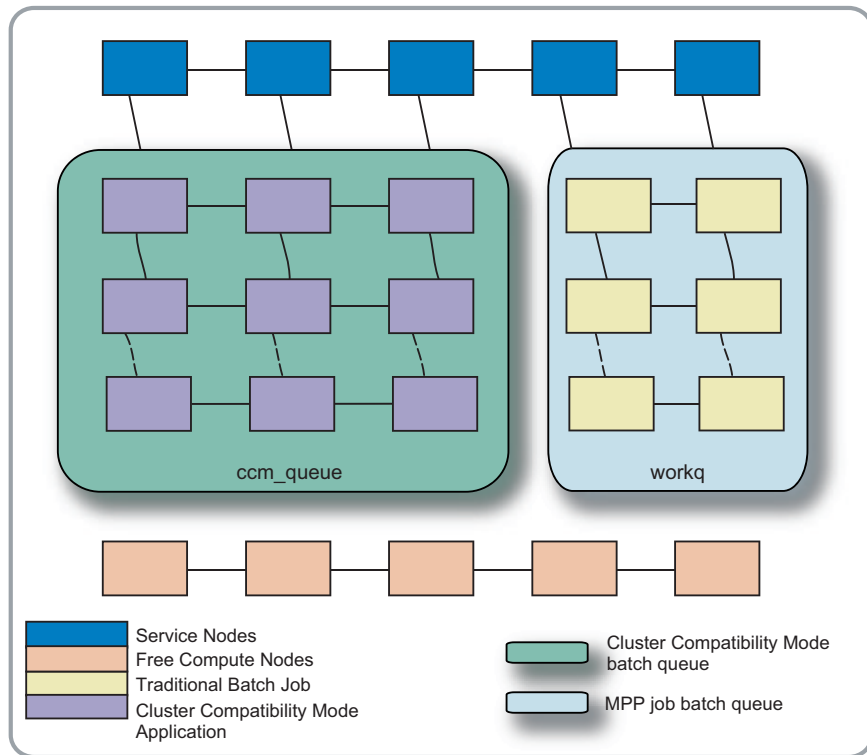 ccm_queue
workq
Service Nodes
Free Compute Nodes
Traditional Batch Job
Cluster Compatibility Mode
Application
Cluster Compatibility Mode
batch queue
MPP job batch queue